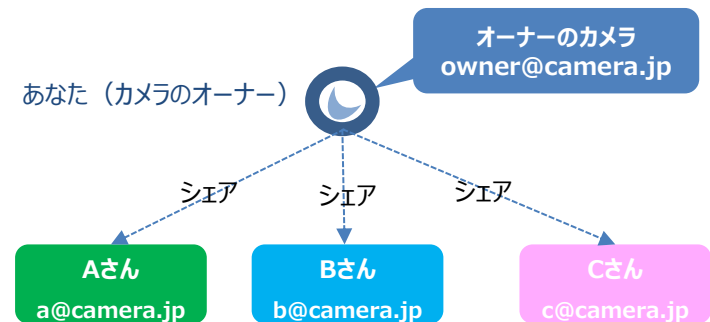 オーナーのカメラ
owner@camera.jp
あなた（カメラのオーナー）
シェア
シェア
シェア
Aさん
a@camera.jp
Bさん
b@camera.jp
Cさん
c@camera.jp